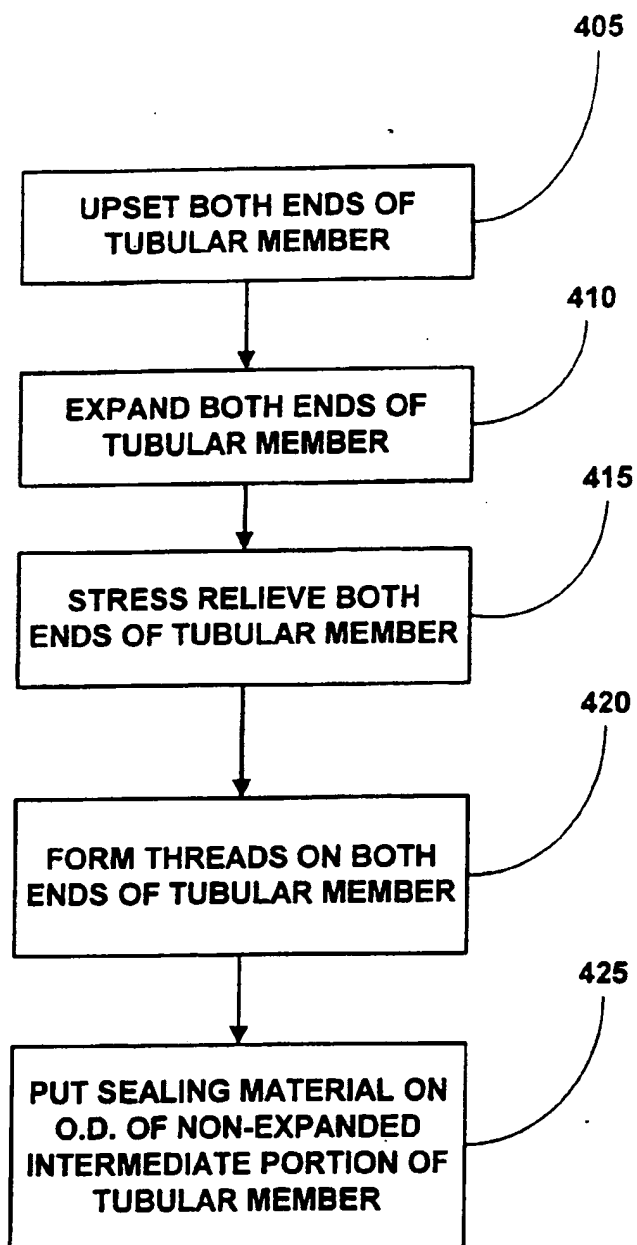 405
UPSET BOTH ENDS OF
TUBULAR MEMBER
410
EXPAND BOTH ENDS OF
TUBULAR MEMBER
415
STRESS RELIEVE BOTH
ENDS OF TUBULAR MEMBER
420
FORM THREADS ON BOTH
ENDS OF TUBULAR MEMBER
425
PUT SEALING MATERIAL ON
O.D. OF NON-EXPANDED
INTERMEDIATE PORTION OF
TUBULAR MEMBER